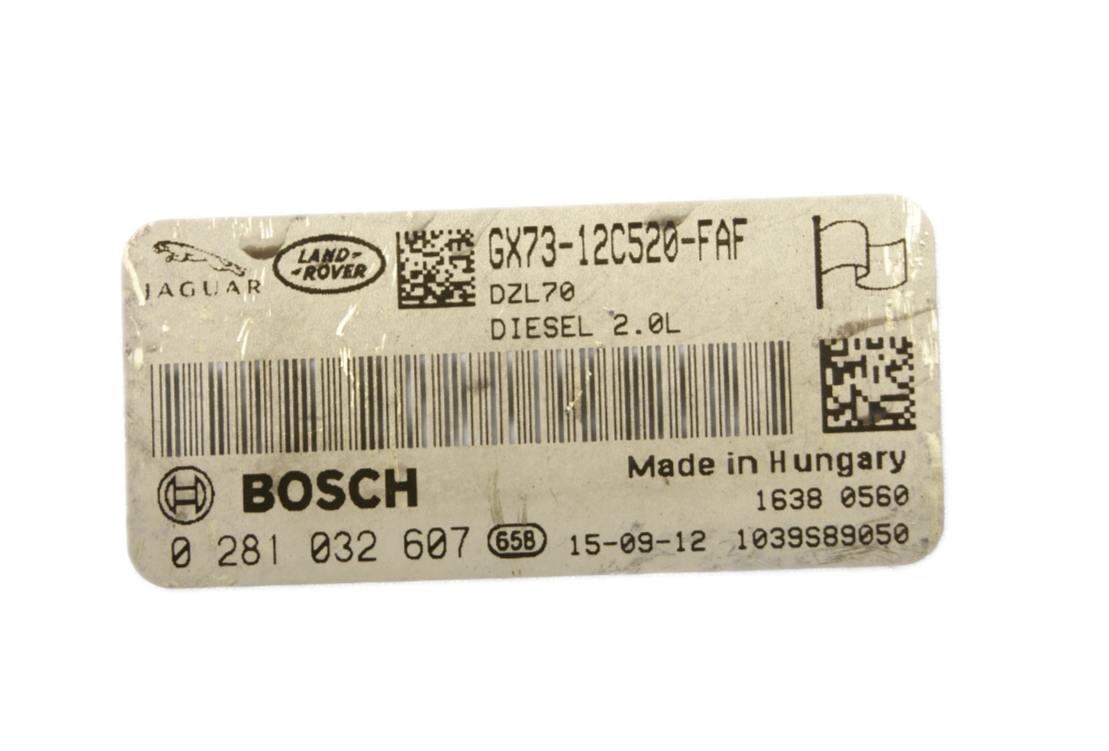 JAGUAR
LAND-
-ROVER
GX73-12C520-FAF
DZL70
DIESEL 2.0L
BOSCH
Made in Hungary
1638 0560
0 281 032 607 65B 15-09-12 1039S89050